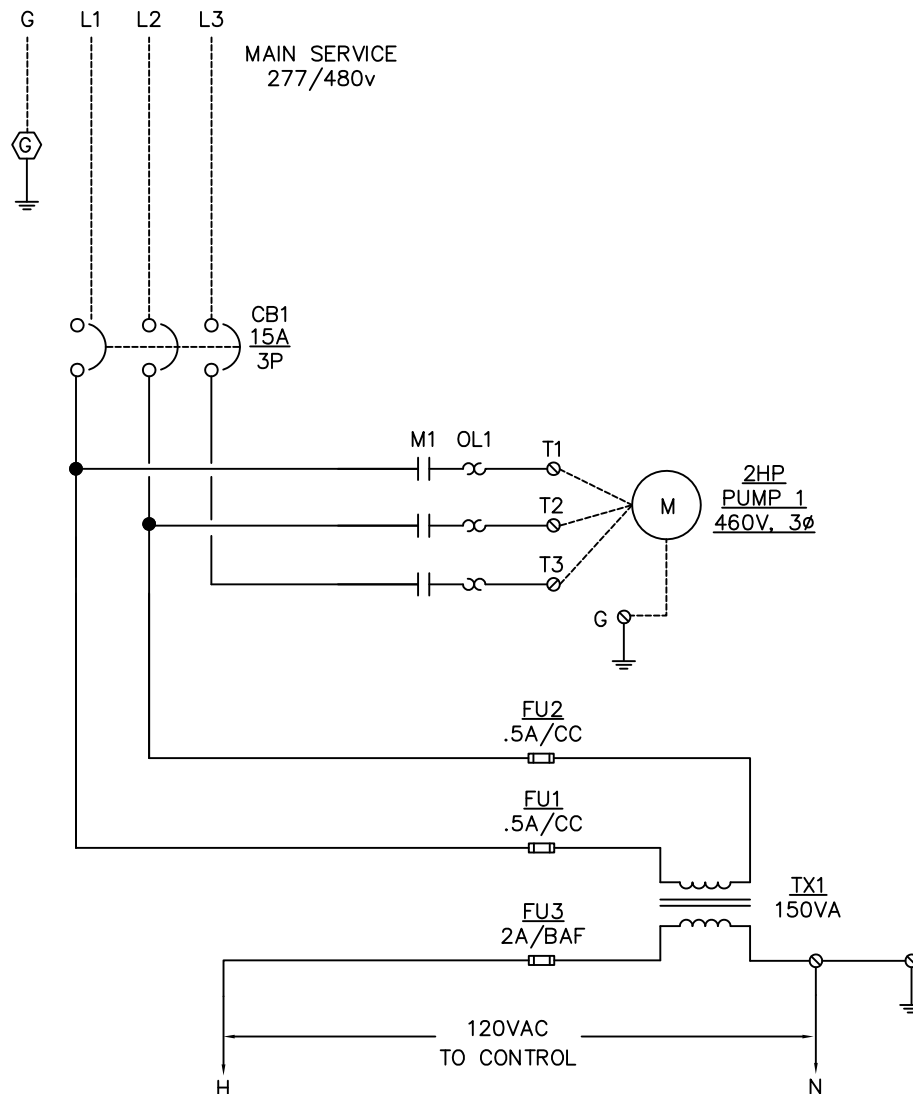 G L1 L2 L3
MAIN SERVICE
277/480v
G
CB1
15A
3P
M1 OL1 T1
T2
T3
M
2HP
PUMP 1
460V, 3ø
G
FU2
.5A/CC
FU1
.5A/CC
TX1
150VA
FU3
2A/BAF
120VAC
TO CONTROL
H N